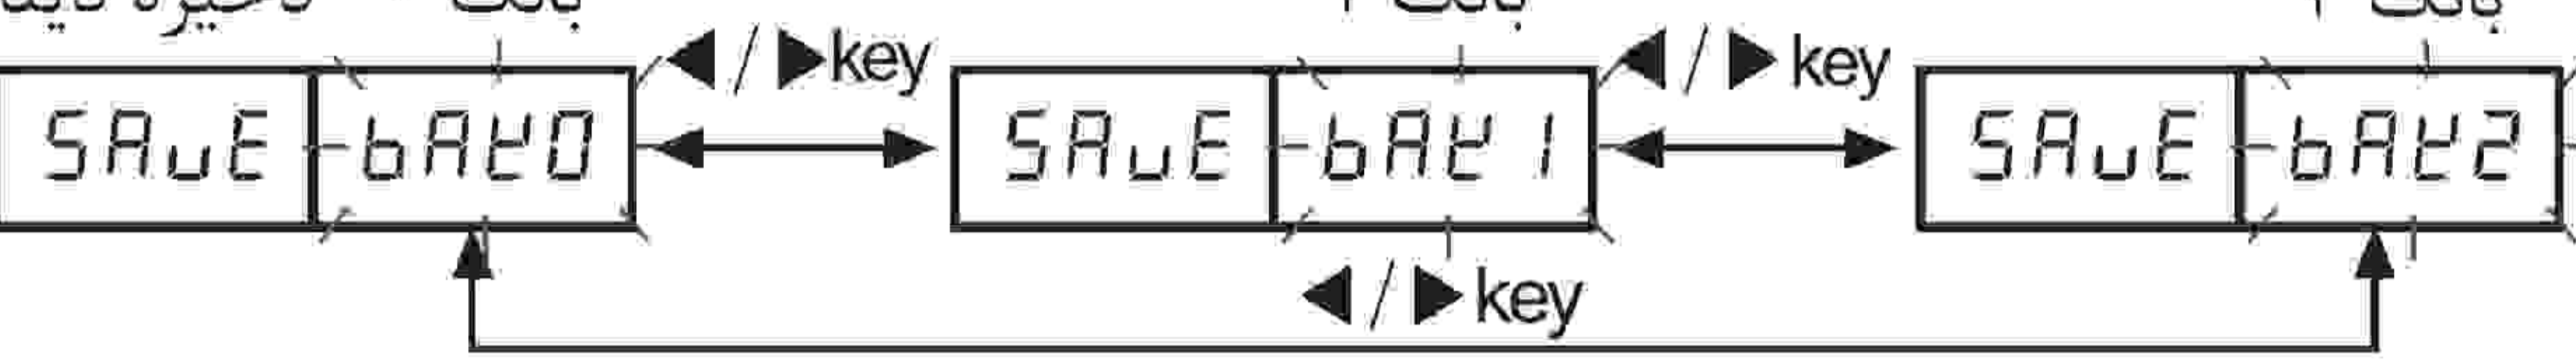 ◀/▶key ◀/▶ key
SAvE bAt0 SAvE bAt1 SAvE bAt2
◀/▶ key